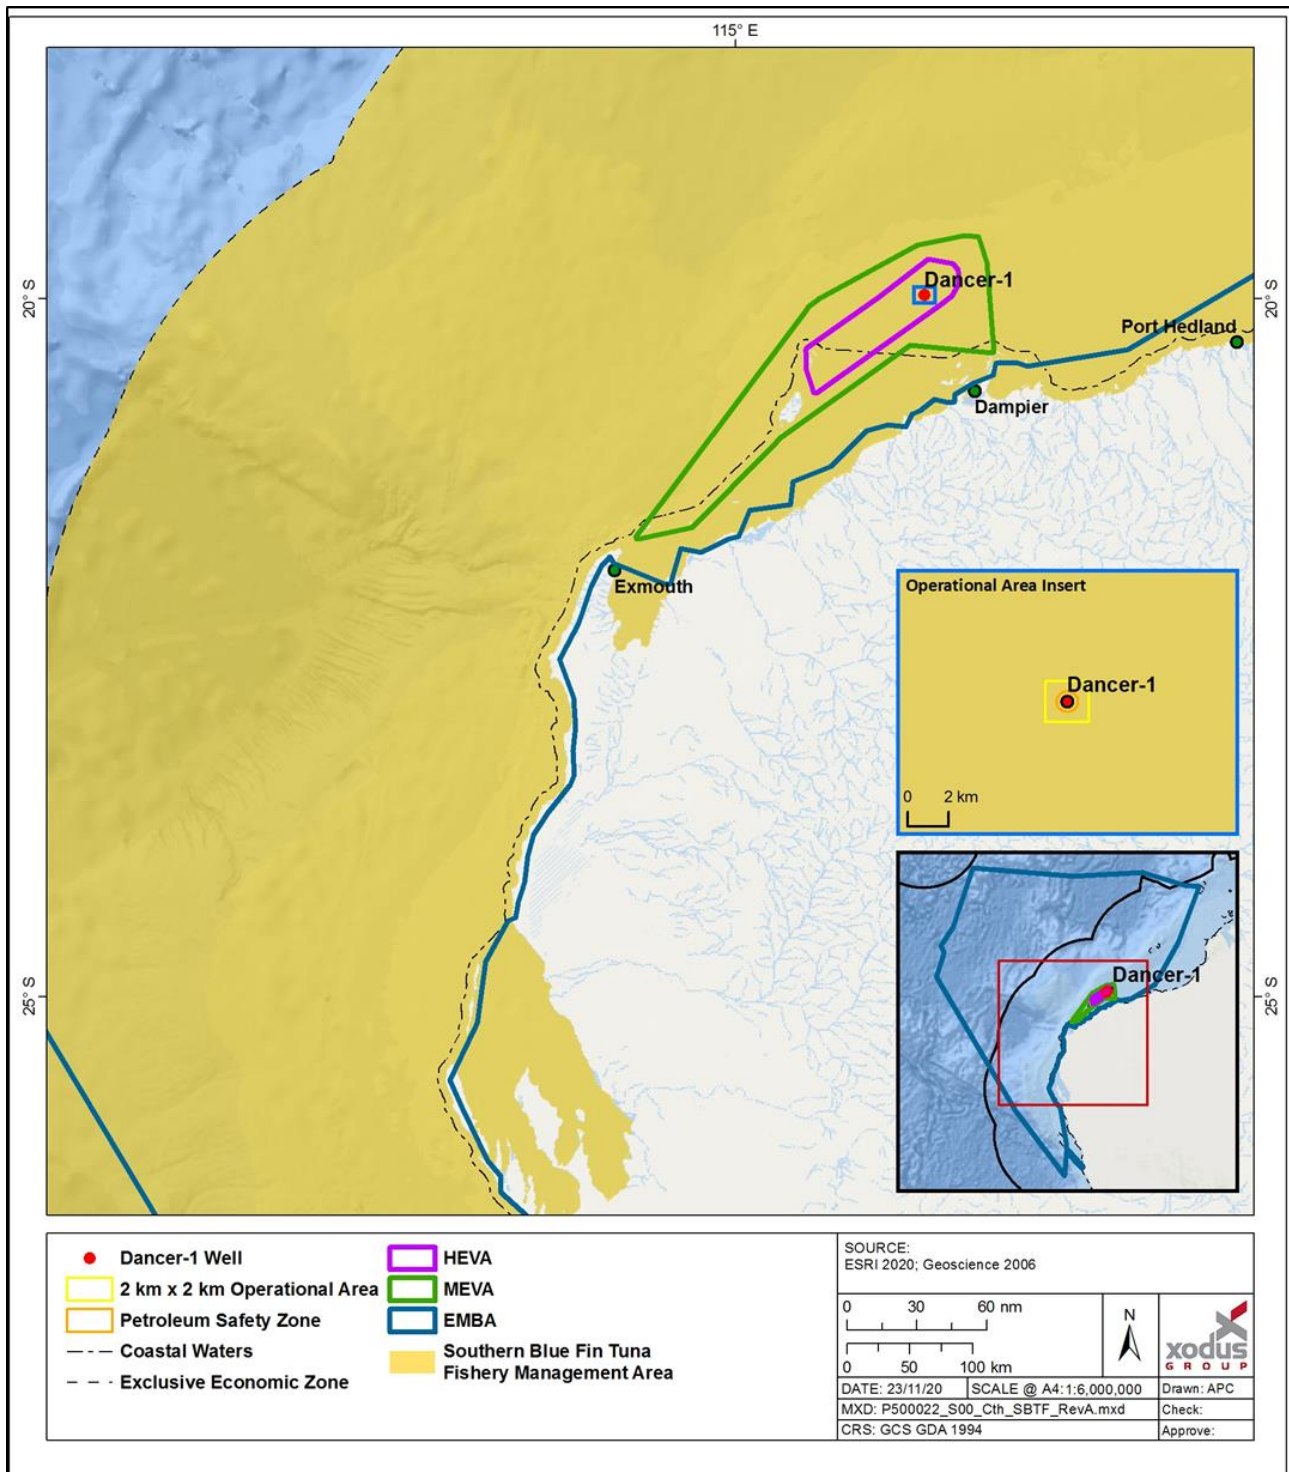 115° E
20° S
20° S
Dancer-1
Port Hedland
Dampier
Exmouth
Operational Area Insert
Dancer-1
0 2 km
Dancer-1
25° S
25° S
Dancer-1 Well
2 km x 2 km Operational Area
Petroleum Safety Zone
Coastal Waters
Exclusive Economic Zone
HEVA
MEVA
EMBA
Southern Blue Fin Tuna
Fishery Management Area
SOURCE:
ESRI 2020; Geoscience 2006
0 30 60 nm
0 50 100 km
N
xodus
GROUP
DATE: 23/11/20 SCALE @ A4:1:6,000,000 Drawn: APC
MXD: P500022_S00_Cth_SBTF_RevA.mxd Check:
CRS: GCS GDA 1994 Approve: